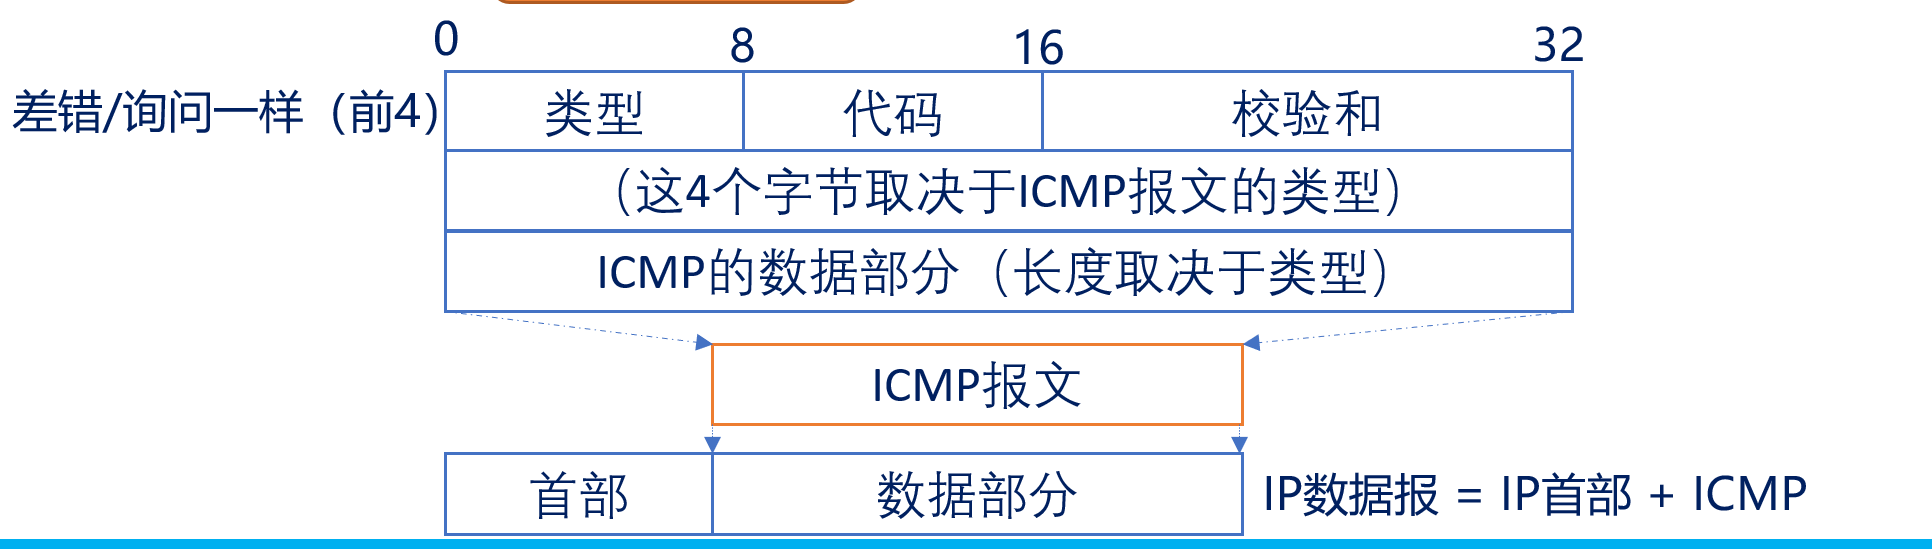 0 8 16 32
差错/询问一样（前4） 类型 代码 校验和
（这4个字节取决于ICMP报文的类型）
ICMP的数据部分（长度取决于类型）
ICMP报文
首部 数据部分 IP数据报 = IP首部 + ICMP